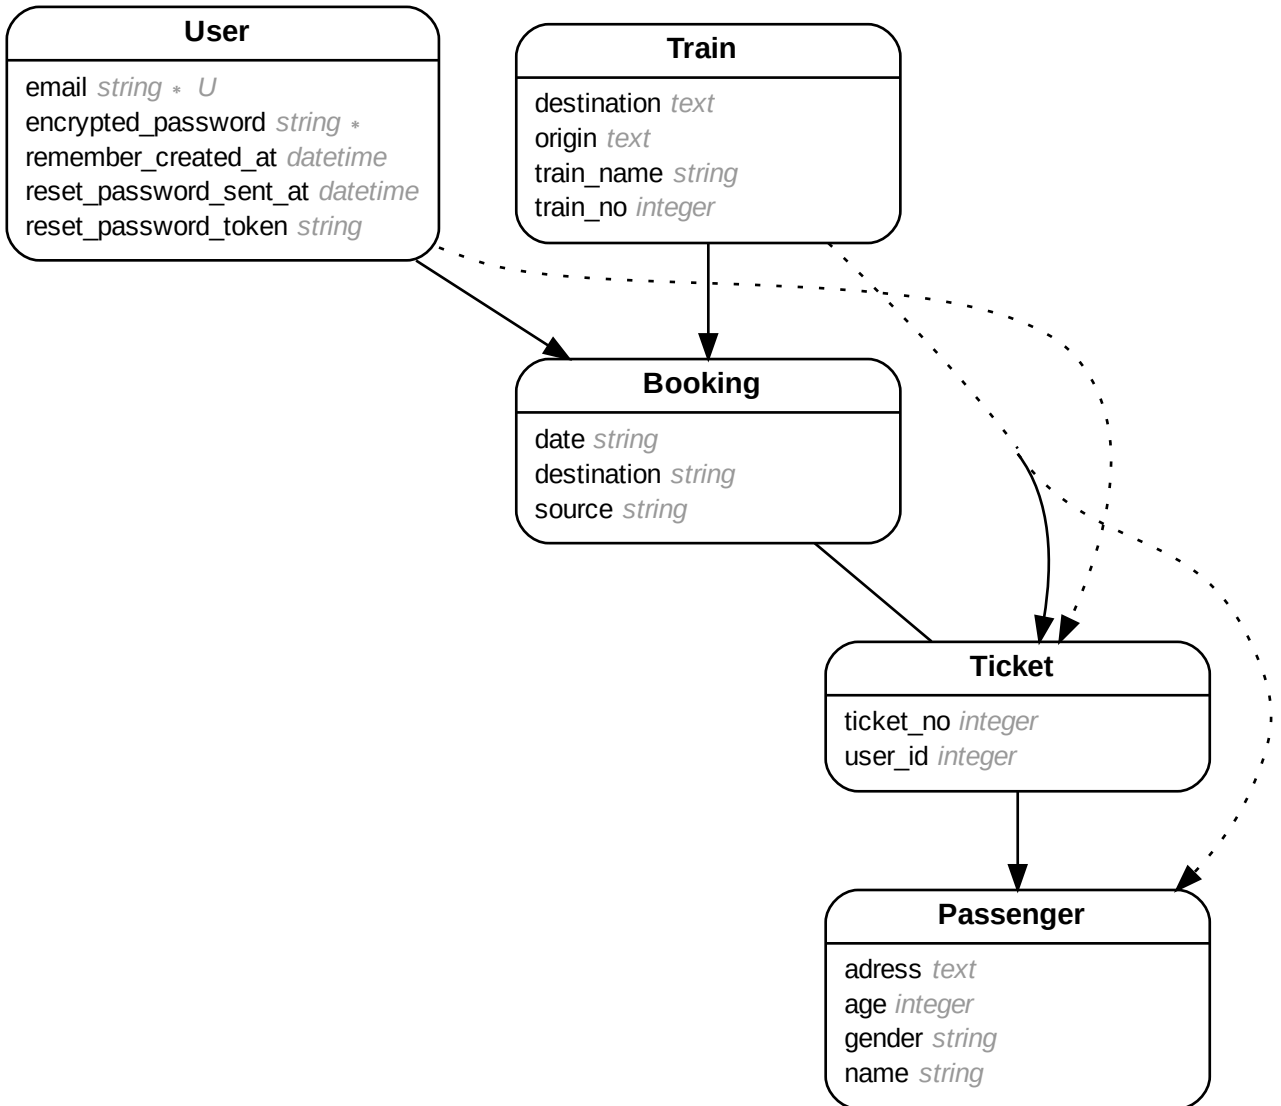 User
email string * U
encrypted_password string *
remember_created_at datetime
reset_password_sent_at datetime
reset_password_token string
Train
destination text
origin text
train_name string
train_no integer
Booking
date string
destination string
source string
Ticket
ticket_no integer
user_id integer
Passenger
adress text
age integer
gender string
name string